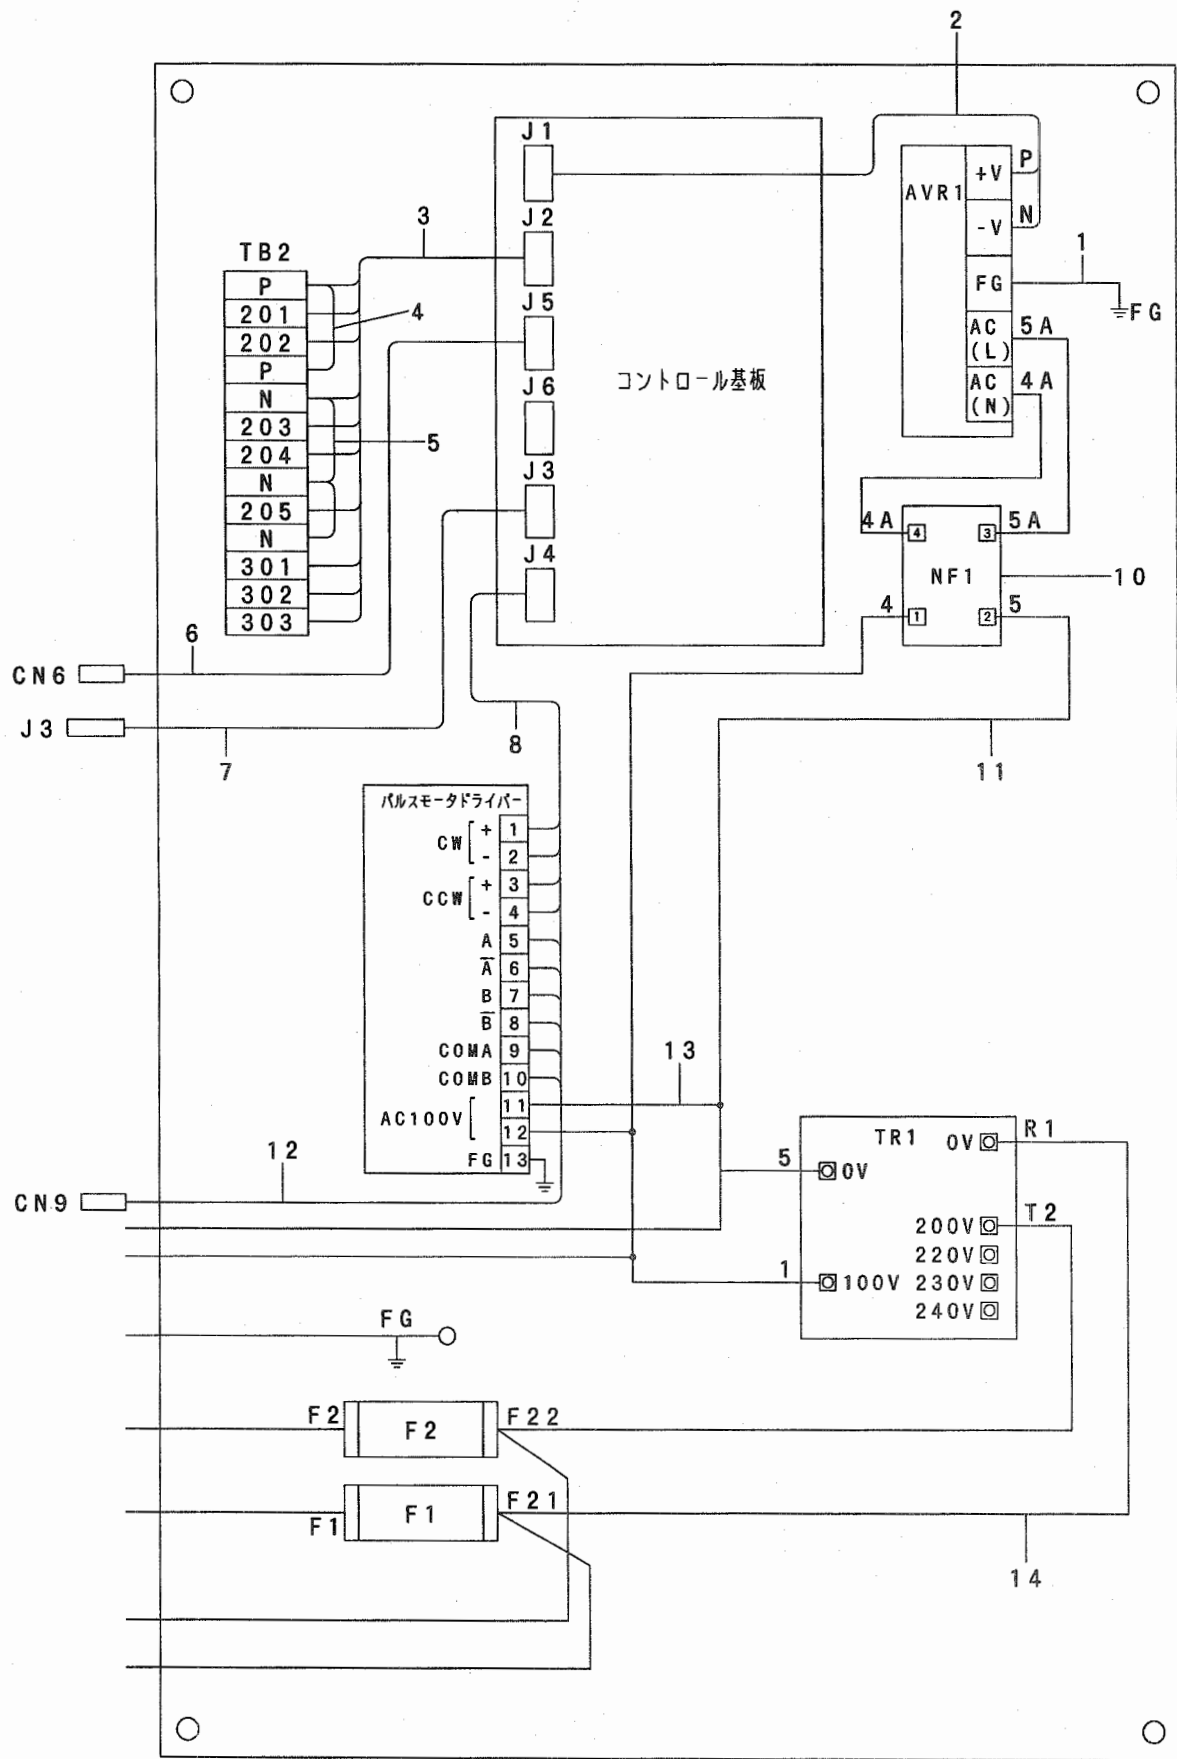 2
J1
+V P
AVR1
-V N
J2
3
1
TB2
FG
FG
P
201
4
202
P
J5
AC (L) 5A
AC (N) 4A
コントロール基板
J6
N
203
204
5
N
205
N
J3
4A 4 3 5A
NF1
10
4 1 2 5
J4
301
302
303
6
CN6
J3
7
8
11
パルスモータドライバー
CW + 1
- 2
CCW + 3
- 4
A 5
A̅ 6
B 7
B̅ 8
COMA 9
COMB 10
AC100V 11
12
FG 13
13
12
CN9
TR1
0V R1
5 0V
200V T2
220V
1 100V 230V
240V
FG
F2 F2 F22
F1 F1 F21
14